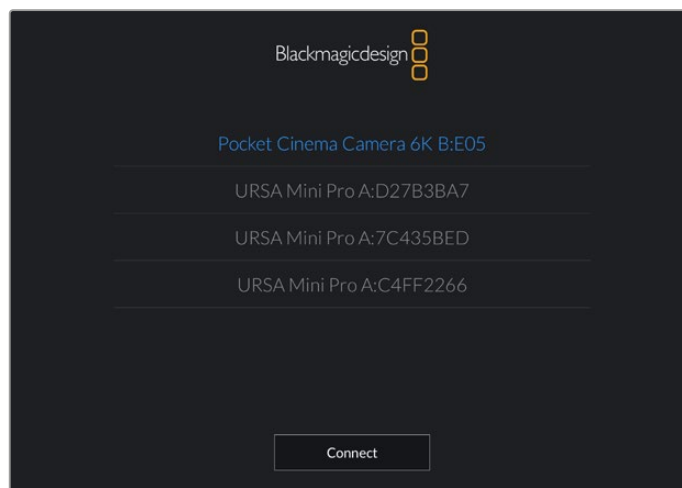 Blackmagicdesign
Pocket Cinema Camera 6K B:E05
URSA Mini Pro A:D27B3BA7
URSA Mini Pro A:7C435BED
URSA Mini Pro A:C4FF2266
Connect